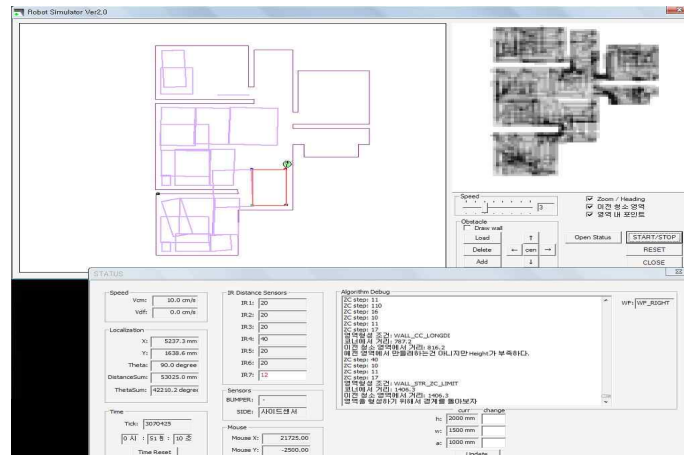 Robot Simulator Ver2.0
Speed
3
Zoom / Heading
이전 청소 영역
영역 내 포인트
Obstacle
Draw wall
Load
↑
Open Status
START/STOP
Delete
←
→
RESET
Add
↓
CLOSE
STATUS
Speed
Vcm: 10.0 cm/s
Vdf: 0.0 cm/s
Localization
X: 5237.3 mm
Y: 1638.6 mm
Theta: 90.0 degree
DistanceSum: 53025.0 mm
ThetaSum: 42210.2 degre
Time
Tick: 3070425
0 시 : 51 분 : 10 초
Time Reset
IR Distance Sensors
IR1: 20
IR2: 20
IR3: 20
IR4: 40
IR5: 20
IR6: 20
IR7: 12
Sensors
BUMPER: -
SIDE: 사이드센서
Mouse
Mouse X: 21725.00
Mouse Y: -2500.00
Algorithm Debug
ZC step: 11
ZC step: 110
ZC step: 16
ZC step: 10
ZC step: 11
ZC step: 17
영역형성 조건: WALL_CC_LONGDI
코너에서 거리: 787.2
이전 청소 영역에서 거리: 816.2
예전 영역에서 만들려하는건 아니지만 Height가 부족하다.
ZC step: 40
ZC step: 10
ZC step: 11
ZC step: 17
영역형성 조건: WALL_STR_ZC_LIMIT
코너에서 거리: 1406.3
이전 청소 영역에서 거리: 1406.3
영역을 형성하기 위해서 경계를 돌아보자
WF: WF_RIGHT
curr change
h: 2000 mm
w: 1500 mm
a: 1000 mm
Update